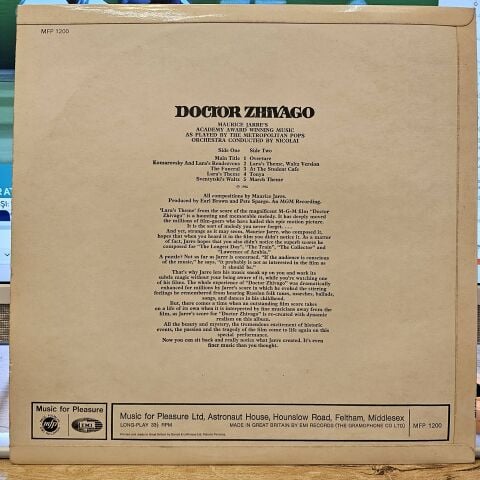 MFP 1200
DOCTOR ZHIVAGO
MAURICE JARRE'S
ACADEMY AWARD WINNING MUSIC
AS PLAYED BY THE METROPOLITAN POPS
ORCHESTRA CONDUCTED BY NICOLAI
Side One Side Two
Main Title 1 Overture
Komarovsky And Lara's Rendezvous 2 Lara's Theme, Waltz Version
The Funeral 3 At The Student Cafe
Lara's Theme 4 Tonya
Sventyski's Waltz 5 March Theme
℗ 1966
All compositions by Maurice Jarre.
Produced by Earl Brown and Pete Spargo. An MGM Recording.
'Lara's Theme' from the score of the magnificent M-G-M film "Doctor
Zhivago" is a haunting and memorable melody. It has deeply moved
the millions of film-goers who have hailed this epic motion picture.
It is the sort of melody you never forget. . . .
And yet, strange as it may seem, Maurice Jarre, who composed it,
hopes that when you heard it in the film you didn't notice it. As a matter
of fact, Jarre hopes that you also didn't notice the superb scores he
composed for "The Longest Day", "The Train", "The Collector" and
"Lawrence of Arabia."
A puzzle? Not as far as Jarre is concerned. "If the audience is conscious
of the music," he says, "it probably is not as interesting in the film as
it should be."
That's why Jarre lets his music sneak up on you and work its
subtle magic without your being aware of it, while you're watching one
of his films. The whole experience of "Doctor Zhivago" was dramatically
enhanced for millions by Jarre's score in which he evoked the stirring
feelings he remembered from hearing Russian folk tunes, marches, ballads,
songs, and dances in his childhood.
But, there comes a time when an outstanding film score takes
on a life of its own when it is interpreted by fine musicians away from the
film, as Jarre's score for "Doctor Zhivago" is re-created with dynamic
realism on this album.
All the beauty and mystery, the tremendous excitement of historic
events, the passion and the tragedy of the film come to life again on this
special performance.
Now you can sit back and really notice what Jarre created. It's even
finer music than you thought.
Music for Pleasure
mfp
EMI
Music for Pleasure Ltd, Astronaut House, Hounslow Road, Feltham, Middlesex
LONG-PLAY 33⅓ RPM
MADE IN GREAT BRITAIN BY EMI RECORDS (THE GRAMOPHONE CO LTD)
MFP 1200